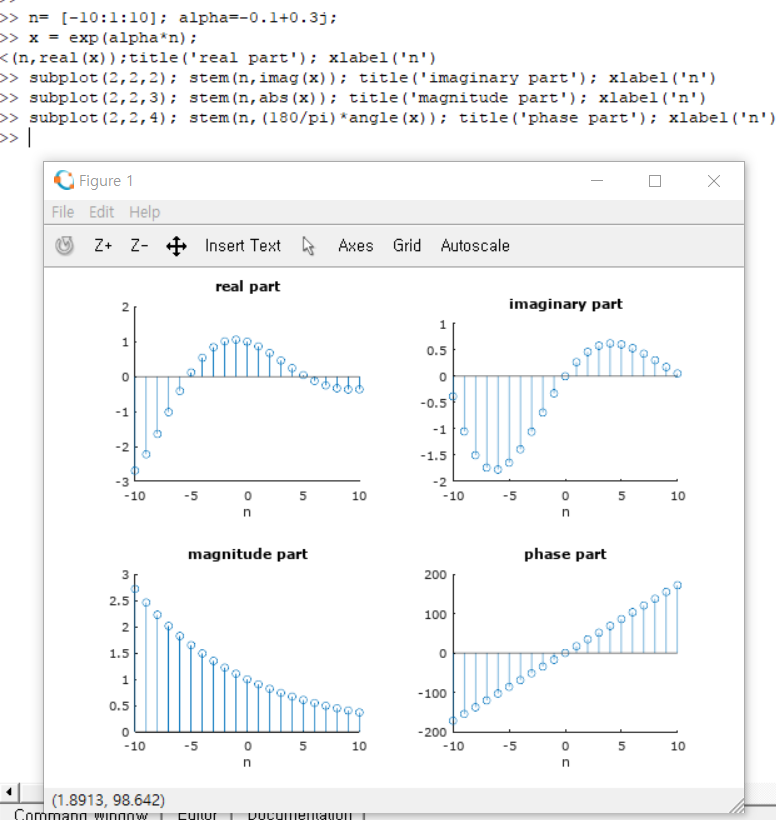 >> n= [-10:1:10]; alpha=-0.1+0.3j;
>> x = exp(alpha*n);
<(n,real(x));title('real part'); xlabel('n')
>> subplot(2,2,2); stem(n,imag(x)); title('imaginary part'); xlabel('n')
>> subplot(2,2,3); stem(n,abs(x)); title('magnitude part'); xlabel('n')
>> subplot(2,2,4); stem(n,(180/pi)*angle(x)); title('phase part'); xlabel('n')
>>
Figure 1
File Edit Help
Z+ Z- Insert Text Axes Grid Autoscale
real part
2
1
0
-1
-2
-3
-10 -5 0 5 10
n
imaginary part
1
0.5
0
-0.5
-1
-1.5
-2
-10 -5 0 5 10
n
magnitude part
3
2.5
2
1.5
1
0.5
0
-10 -5 0 5 10
n
phase part
200
100
0
-100
-200
-10 -5 0 5 10
n
(1.8913, 98.642)
Command Window Editor Documentation